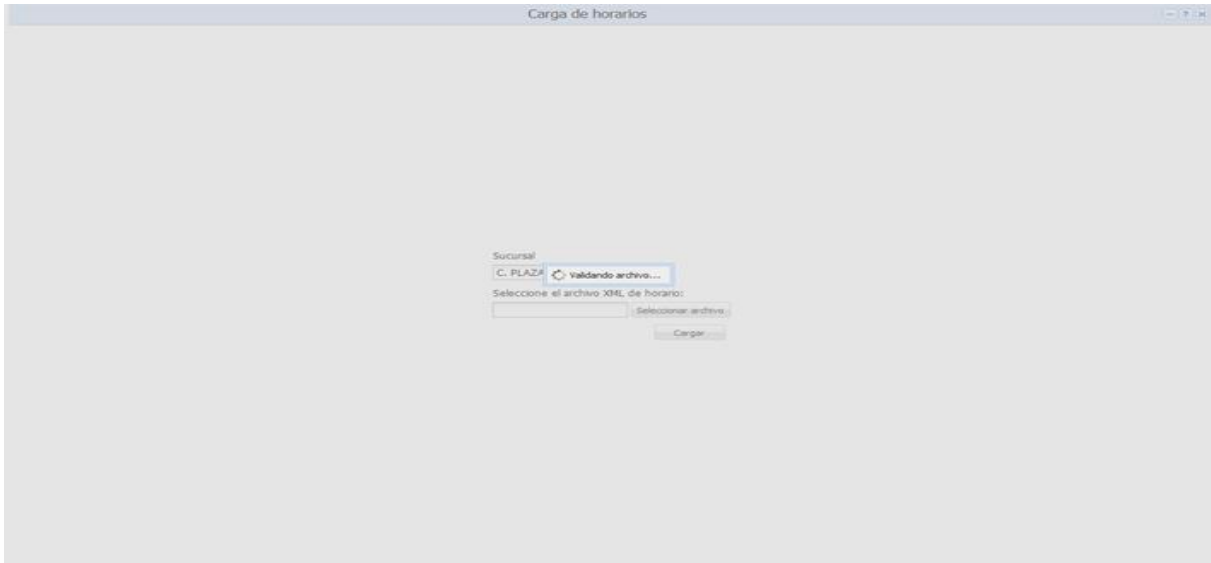 Carga de horarios
Sucursal
C. PLAZA
Validando archivo...
Seleccione el archivo XML de horario:
Seleccionar archivo
Cargar